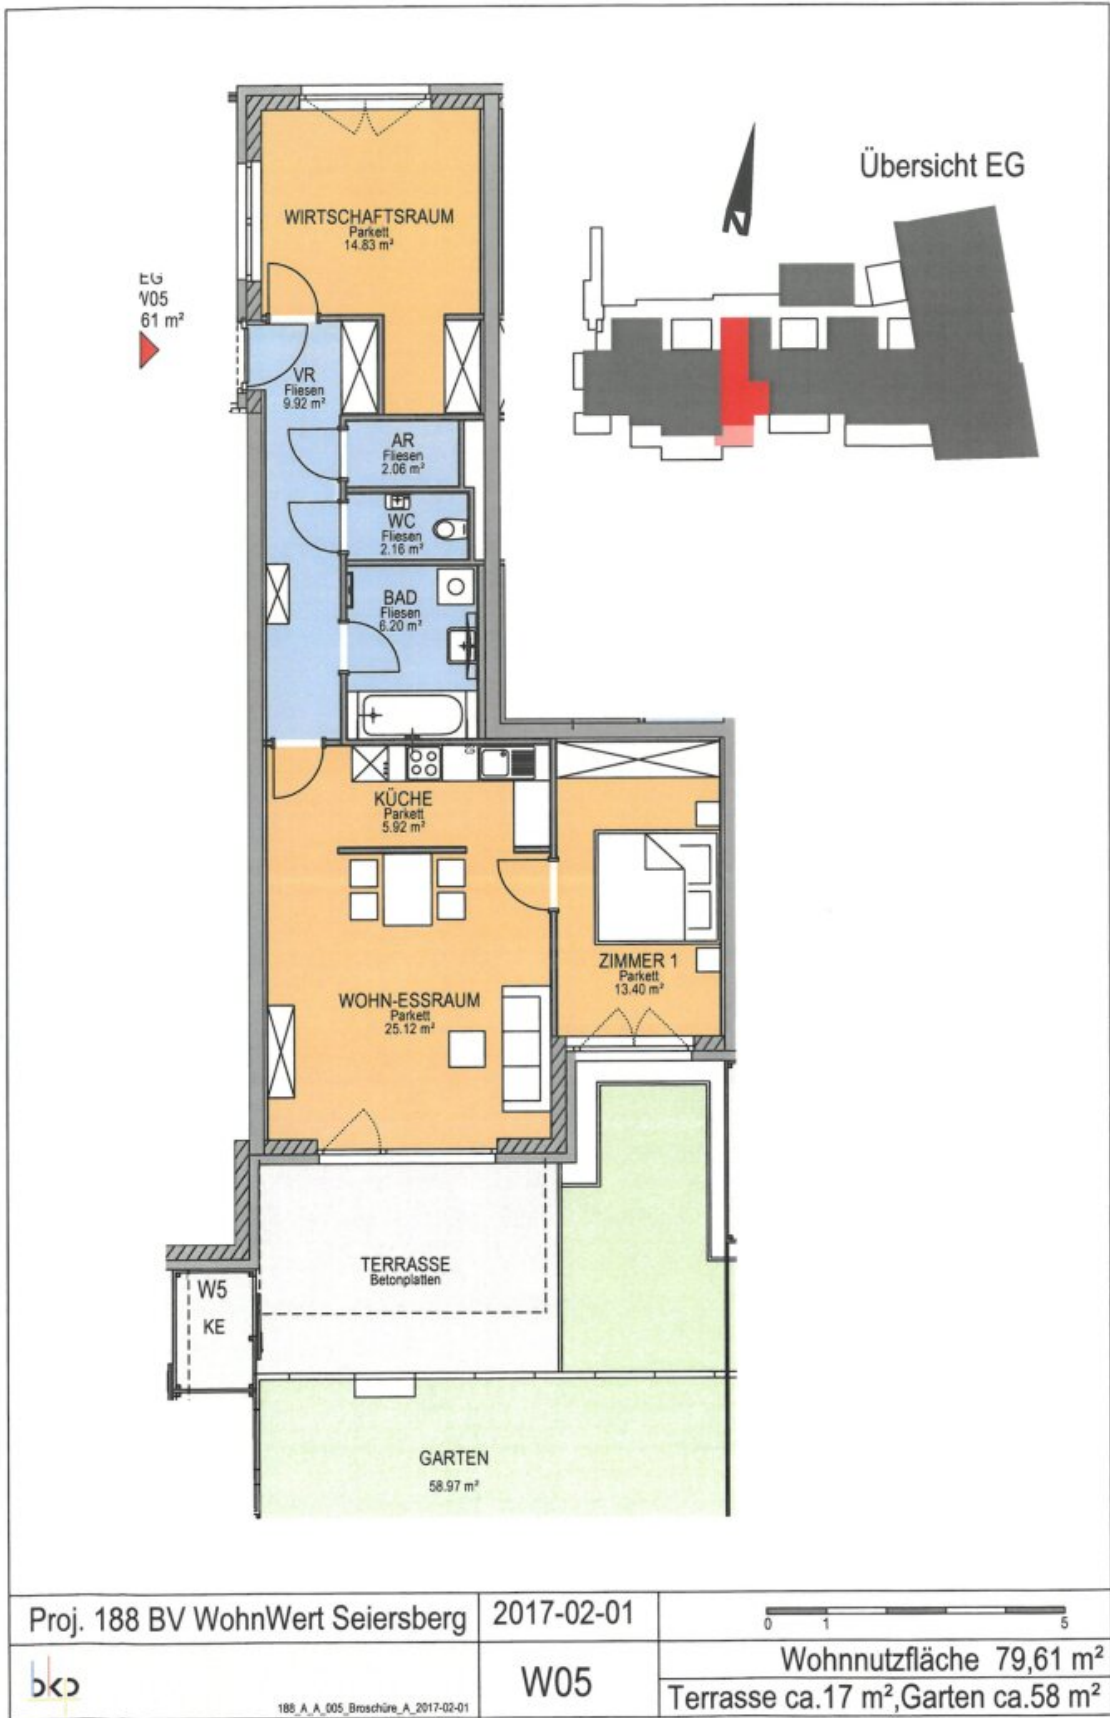 Übersicht EG
N
WIRTSCHAFTSRAUM
Parkett
14.83 m²
EG
W05
61 m²
VR
Fliesen
9.92 m²
AR
Fliesen
2.06 m²
WC
Fliesen
2.16 m²
BAD
Fliesen
6.20 m²
KÜCHE
Parkett
5.92 m²
ZIMMER 1
Parkett
13.40 m²
WOHN-ESSRAUM
Parkett
25.12 m²
TERRASSE
Betonplatten
W5
KE
GARTEN
58.97 m²
Proj. 188 BV WohnWert Seiersberg
2017-02-01
0 1 5
188_A_A_005_Broschüre_A_2017-02-01
W05
Wohnnutzfläche 79,61 m²
Terrasse ca.17 m²,Garten ca.58 m²